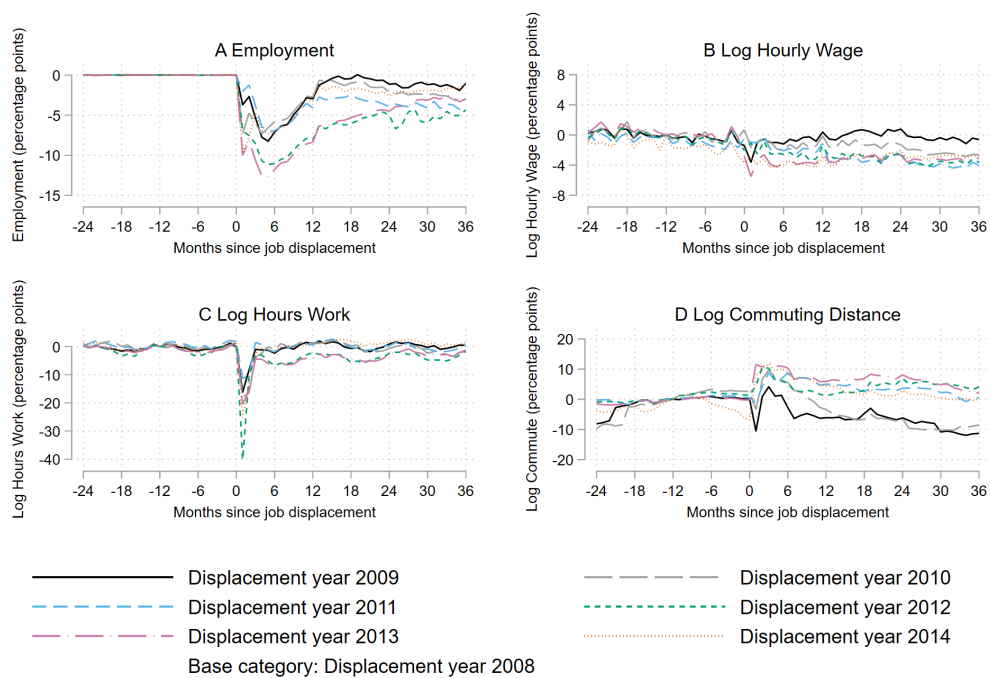 A Employment
Employment (percentage points)
0
-5
-10
-15
-24 -18 -12 -6 0 6 12 18 24 30 36
Months since job displacement
B Log Hourly Wage
Log Hourly Wage (percentage points)
8
4
0
-4
-8
-24 -18 -12 -6 0 6 12 18 24 30 36
Months since job displacement
C Log Hours Work
Log Hours Work (percentage points)
0
-10
-20
-30
-40
-24 -18 -12 -6 0 6 12 18 24 30 36
Months since job displacement
D Log Commuting Distance
Log Commute (percentage points)
20
10
0
-10
-20
-24 -18 -12 -6 0 6 12 18 24 30 36
Months since job displacement
Displacement year 2009
Displacement year 2010
Displacement year 2011
Displacement year 2012
Displacement year 2013
Displacement year 2014
Base category: Displacement year 2008